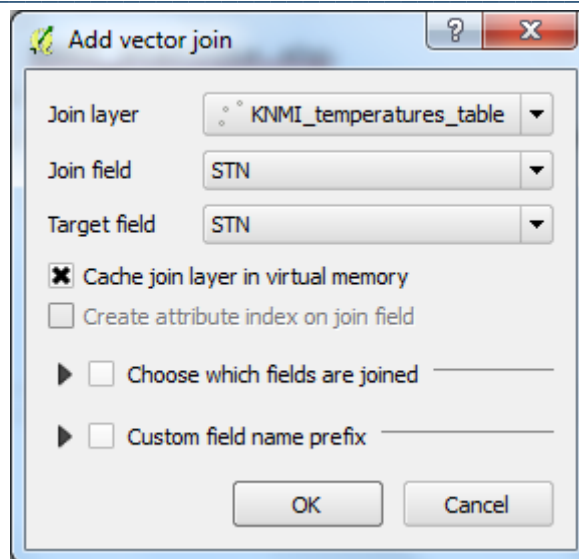 Add vector join
Join layer
KNMI_temperatures_table
Join field
STN
Target field
STN
Cache join layer in virtual memory
Create attribute index on join field
Choose which fields are joined
Custom field name prefix
OK
Cancel